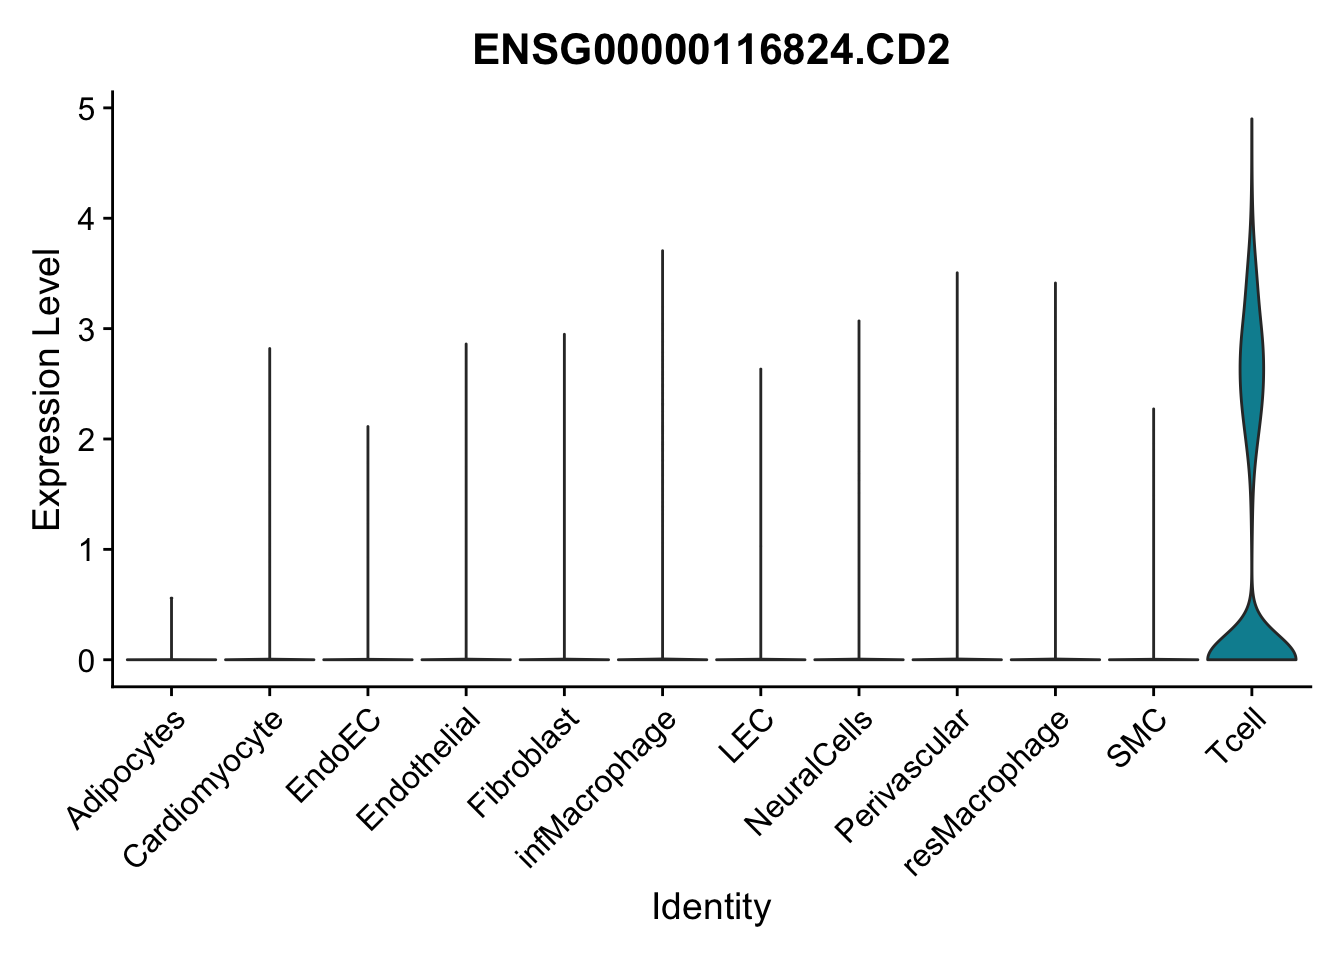 ENSG00000116824.CD2
Expression Level
5
4
3
2
1
0
Adipocytes
Cardiomyocyte
EndoEC
Endothelial
Fibroblast
infMacrophage
LEC
NeuralCells
Perivascular
resMacrophage
SMC
Tcell
Identity